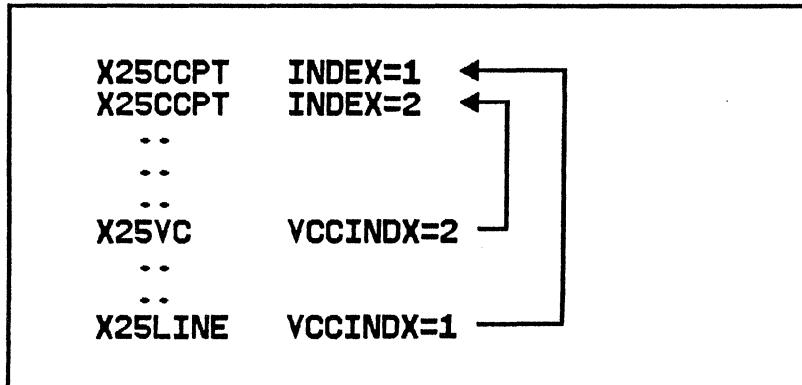 X25CCPT INDEX=1
X25CCPT INDEX=2
..
..
..
X25VC VCCINDX=2
..
..
X25LINE VCCINDX=1